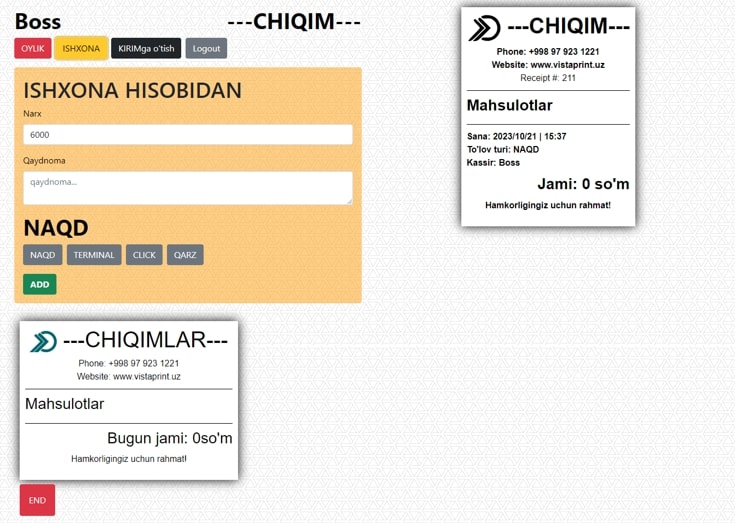 Boss
---CHIQIM---
OYLIK
ISHXONA
KIRIMga o'tish
Logout
ISHXONA HISOBIDAN
Narx
6000
Qaydnoma
qaydnoma...
NAQD
NAQD
TERMINAL
CLICK
QARZ
ADD
---CHIQIMLAR---
Phone: +998 97 923 1221
Website: www.vistaprint.uz
Mahsulotlar
Bugun jami: 0so'm
Hamkorligingiz uchun rahmat!
END
---CHIQIM---
Phone: +998 97 923 1221
Website: www.vistaprint.uz
Receipt #: 211
Mahsulotlar
Sana: 2023/10/21 | 15:37
To'lov turi: NAQD
Kassir: Boss
Jami: 0 so'm
Hamkorligingiz uchun rahmat!